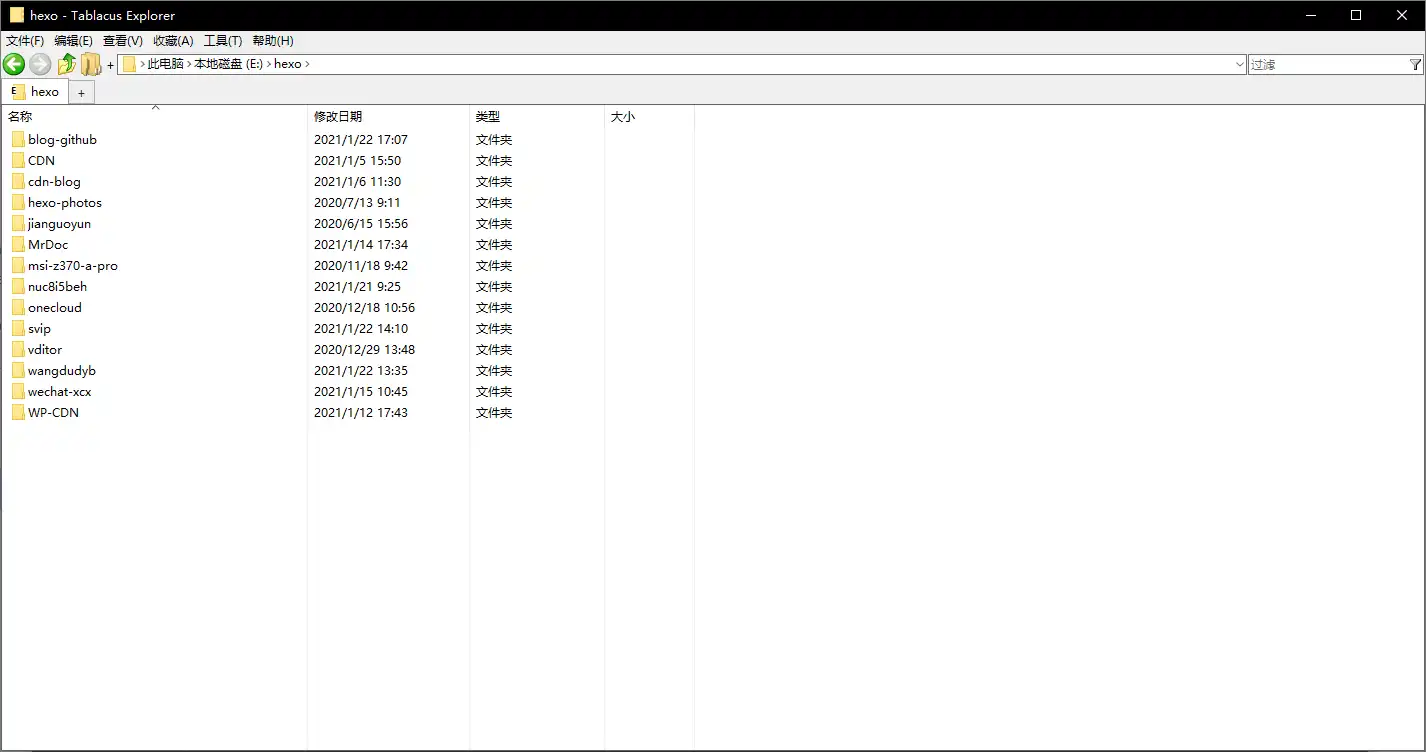 hexo - Tablacus Explorer
文件(F) 编辑(E) 查看(V) 收藏(A) 工具(T) 帮助(H)
+ › 此电脑 › 本地磁盘 (E:) › hexo › 过滤
E hexo +
名称 修改日期 类型 大小
blog-github 2021/1/22 17:07 文件夹
CDN 2021/1/5 15:50 文件夹
cdn-blog 2021/1/6 11:30 文件夹
hexo-photos 2020/7/13 9:11 文件夹
jianguoyun 2020/6/15 15:56 文件夹
MrDoc 2021/1/14 17:34 文件夹
msi-z370-a-pro 2020/11/18 9:42 文件夹
nuc8i5beh 2021/1/21 9:25 文件夹
onecloud 2020/12/18 10:56 文件夹
svip 2021/1/22 14:10 文件夹
vditor 2020/12/29 13:48 文件夹
wangdudyb 2021/1/22 13:35 文件夹
wechat-xcx 2021/1/15 10:45 文件夹
WP-CDN 2021/1/12 17:43 文件夹